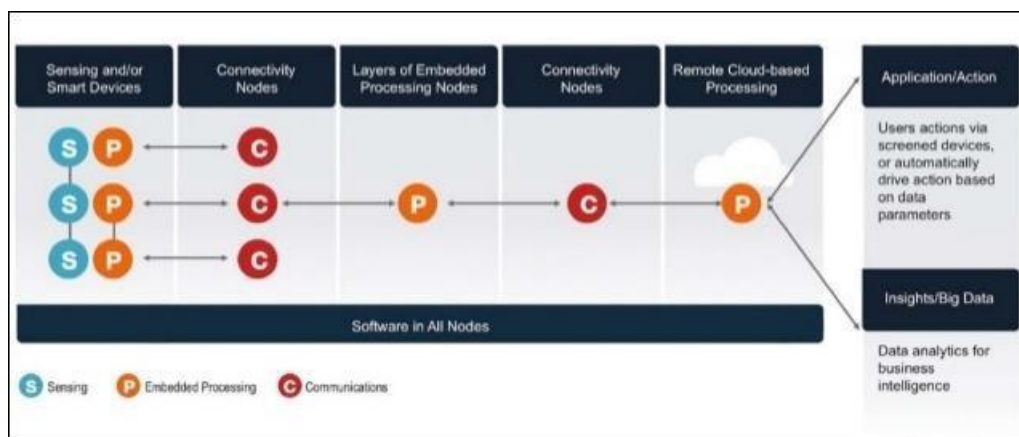 Sensing and/or
Smart Devices
Connectivity
Nodes
Layers of Embedded
Processing Nodes
Connectivity
Nodes
Remote Cloud-based
Processing
Application/Action
S P C
S P C P C P
S P C
Users actions via
screened devices,
or automatically
drive action based
on data
parameters
Insights/Big Data
Data analytics for
business
intelligence
Software in All Nodes
S Sensing
P Embedded Processing
C Communications